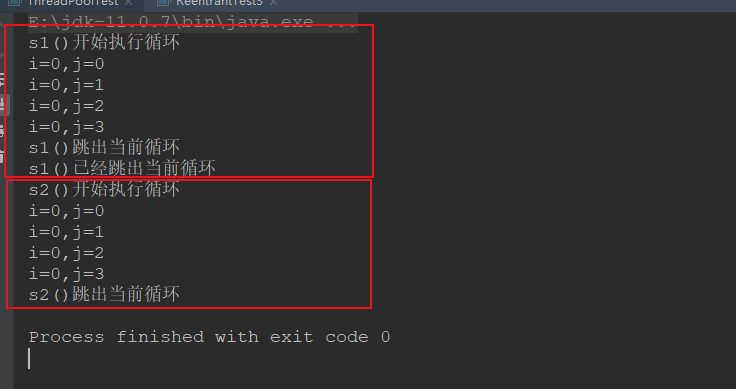 ThreadPoolTest ReentrantTest3
E:\jdk-11.0.7\bin\java.exe ...
s1()开始执行循环
i=0,j=0
i=0,j=1
i=0,j=2
i=0,j=3
s1()跳出当前循环
s1()已经跳出当前循环
s2()开始执行循环
i=0,j=0
i=0,j=1
i=0,j=2
i=0,j=3
s2()跳出当前循环
Process finished with exit code 0